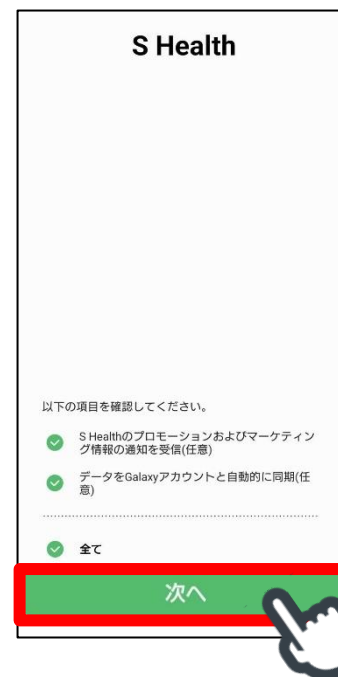 S Health
以下の項目を確認してください。
S Healthのプロモーションおよびマーケティン
グ情報の通知を受信(任意)
データをGalaxyアカウントと自動的に同期(任
意)
全て
次へ